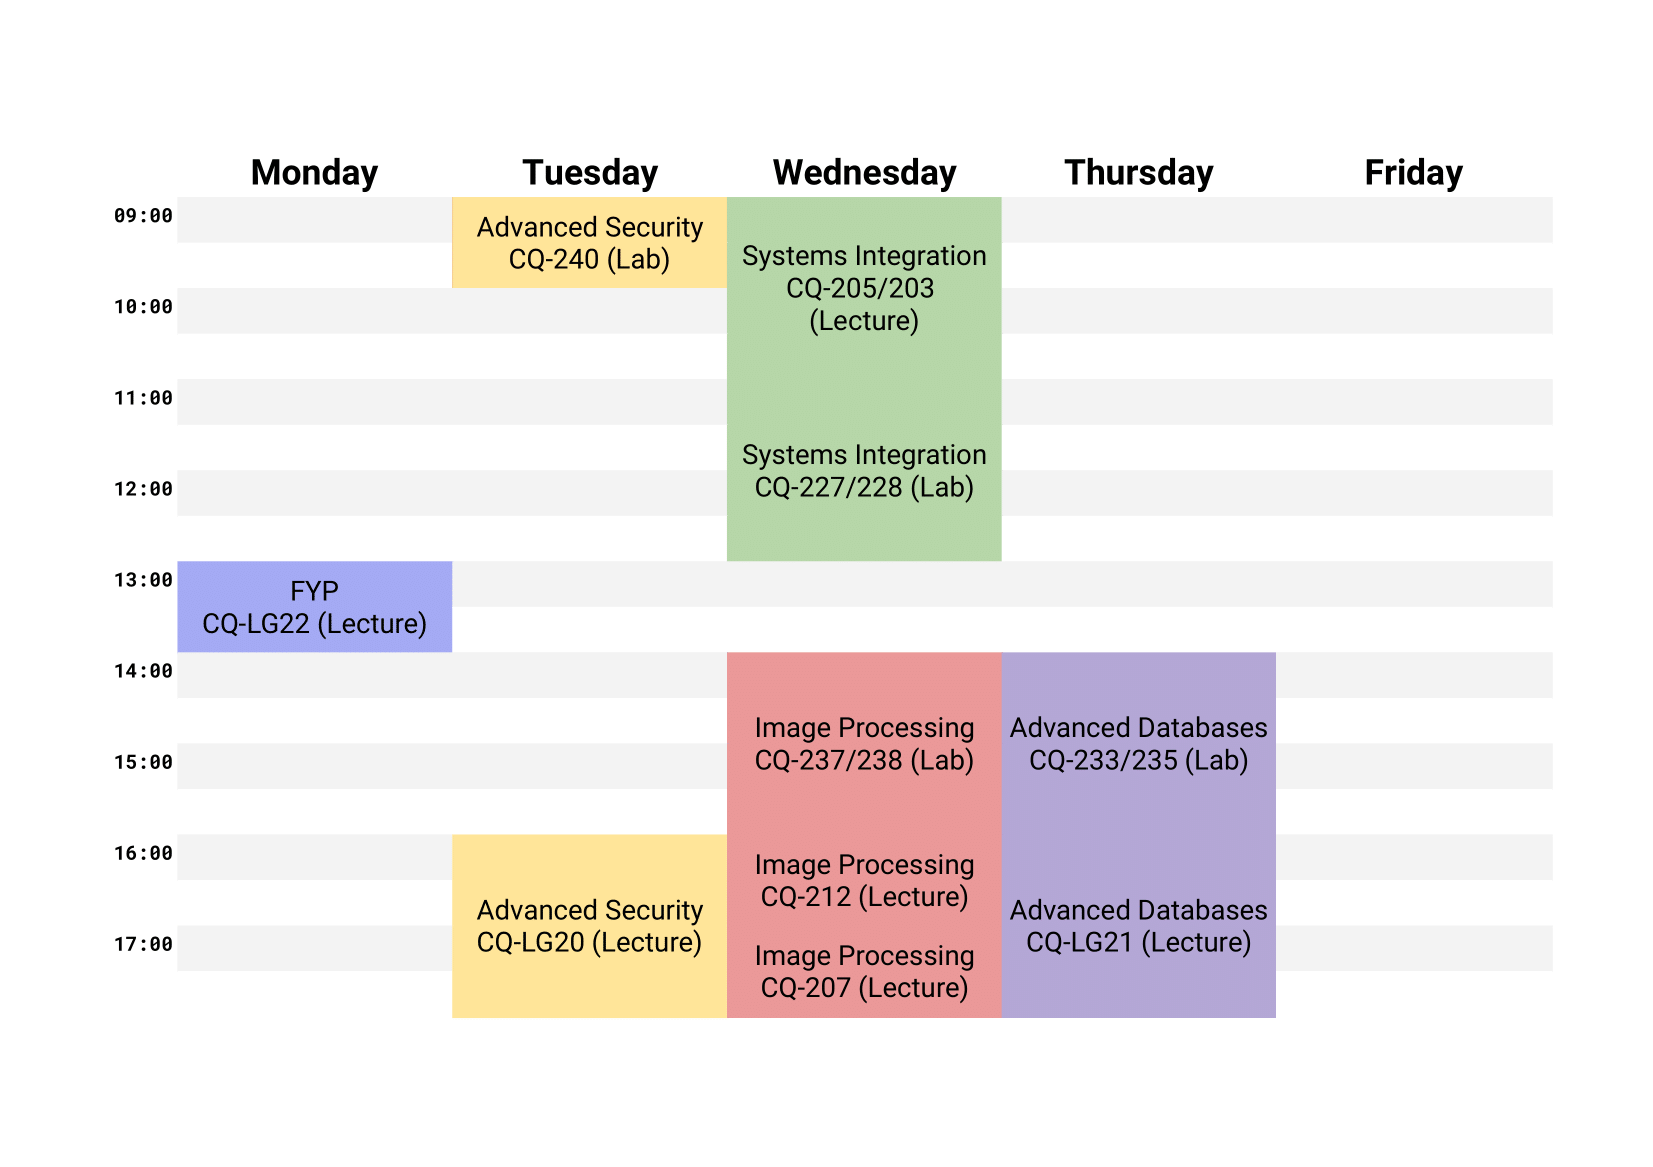 Monday Tuesday Wednesday Thursday Friday
09:00
Advanced Security
CQ-240 (Lab)
Systems Integration
CQ-205/203
(Lecture)
10:00
11:00
Systems Integration
CQ-227/228 (Lab)
12:00
13:00
FYP
CQ-LG22 (Lecture)
14:00
Image Processing
CQ-237/238 (Lab)
Advanced Databases
CQ-233/235 (Lab)
15:00
16:00
Image Processing
CQ-212 (Lecture)
Advanced Security
CQ-LG20 (Lecture)
Advanced Databases
CQ-LG21 (Lecture)
17:00
Image Processing
CQ-207 (Lecture)